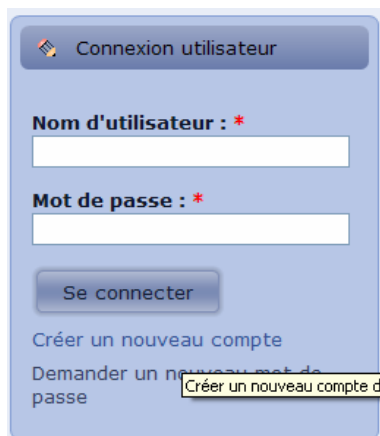 Connexion utilisateur
Nom d'utilisateur : *
Mot de passe : *
Se connecter
Créer un nouveau compte
Demander un nouveau mot de
passe
Créer un nouveau compte d